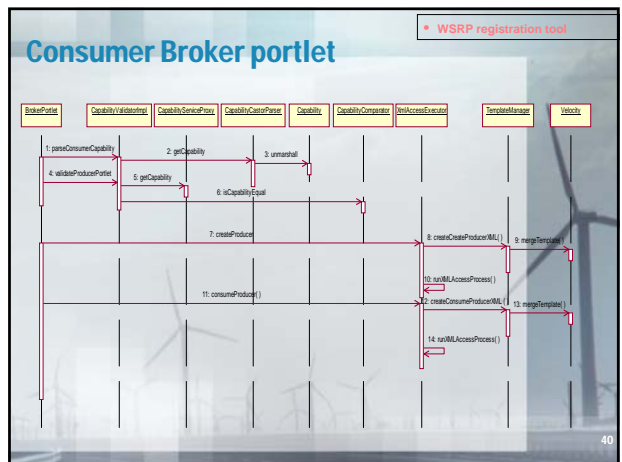 • WSRP registration tool
Consumer Broker portlet
BrokerPortlet
CapabilityValidatorImpl
CapabilityServiceProxy
CapabilityCastorParser
Capability
CapabilityComparator
XmlAccessExecutor
TemplateManager
Velocity
1: parseConsumerCapability
2: getCapability
3: unmarshall
4: validateProducerPortlet
5: getCapability
6: isCapabilityEqual
7: createProducer
8: createCreateProducerXML( )
9: mergeTemplate( )
10: runXMLAccessProcess( )
11: consumeProducer( )
12: createConsumeProducerXML( )
13: mergeTemplate( )
14: runXMLAccessProcess( )
40